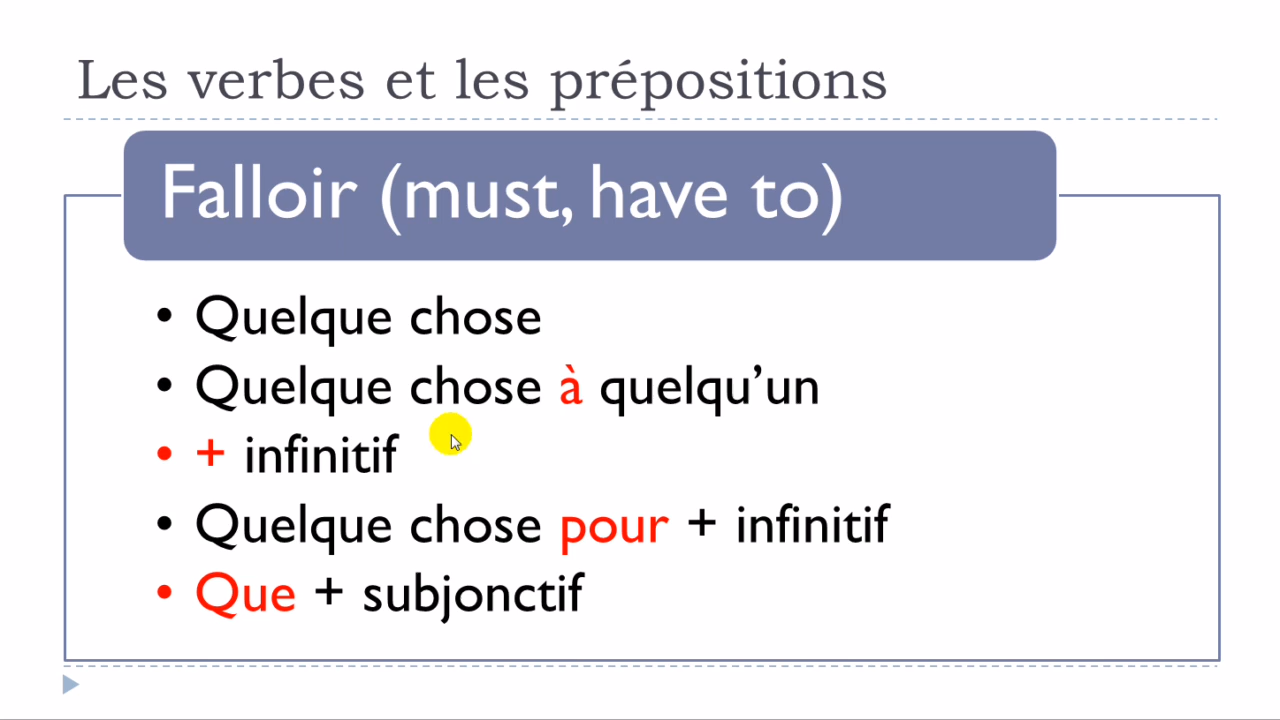 Les verbes et les prépositions
Falloir (must, have to)
• Quelque chose
• Quelque chose à quelqu’un
• + infinitif
• Quelque chose pour + infinitif
• Que + subjonctif